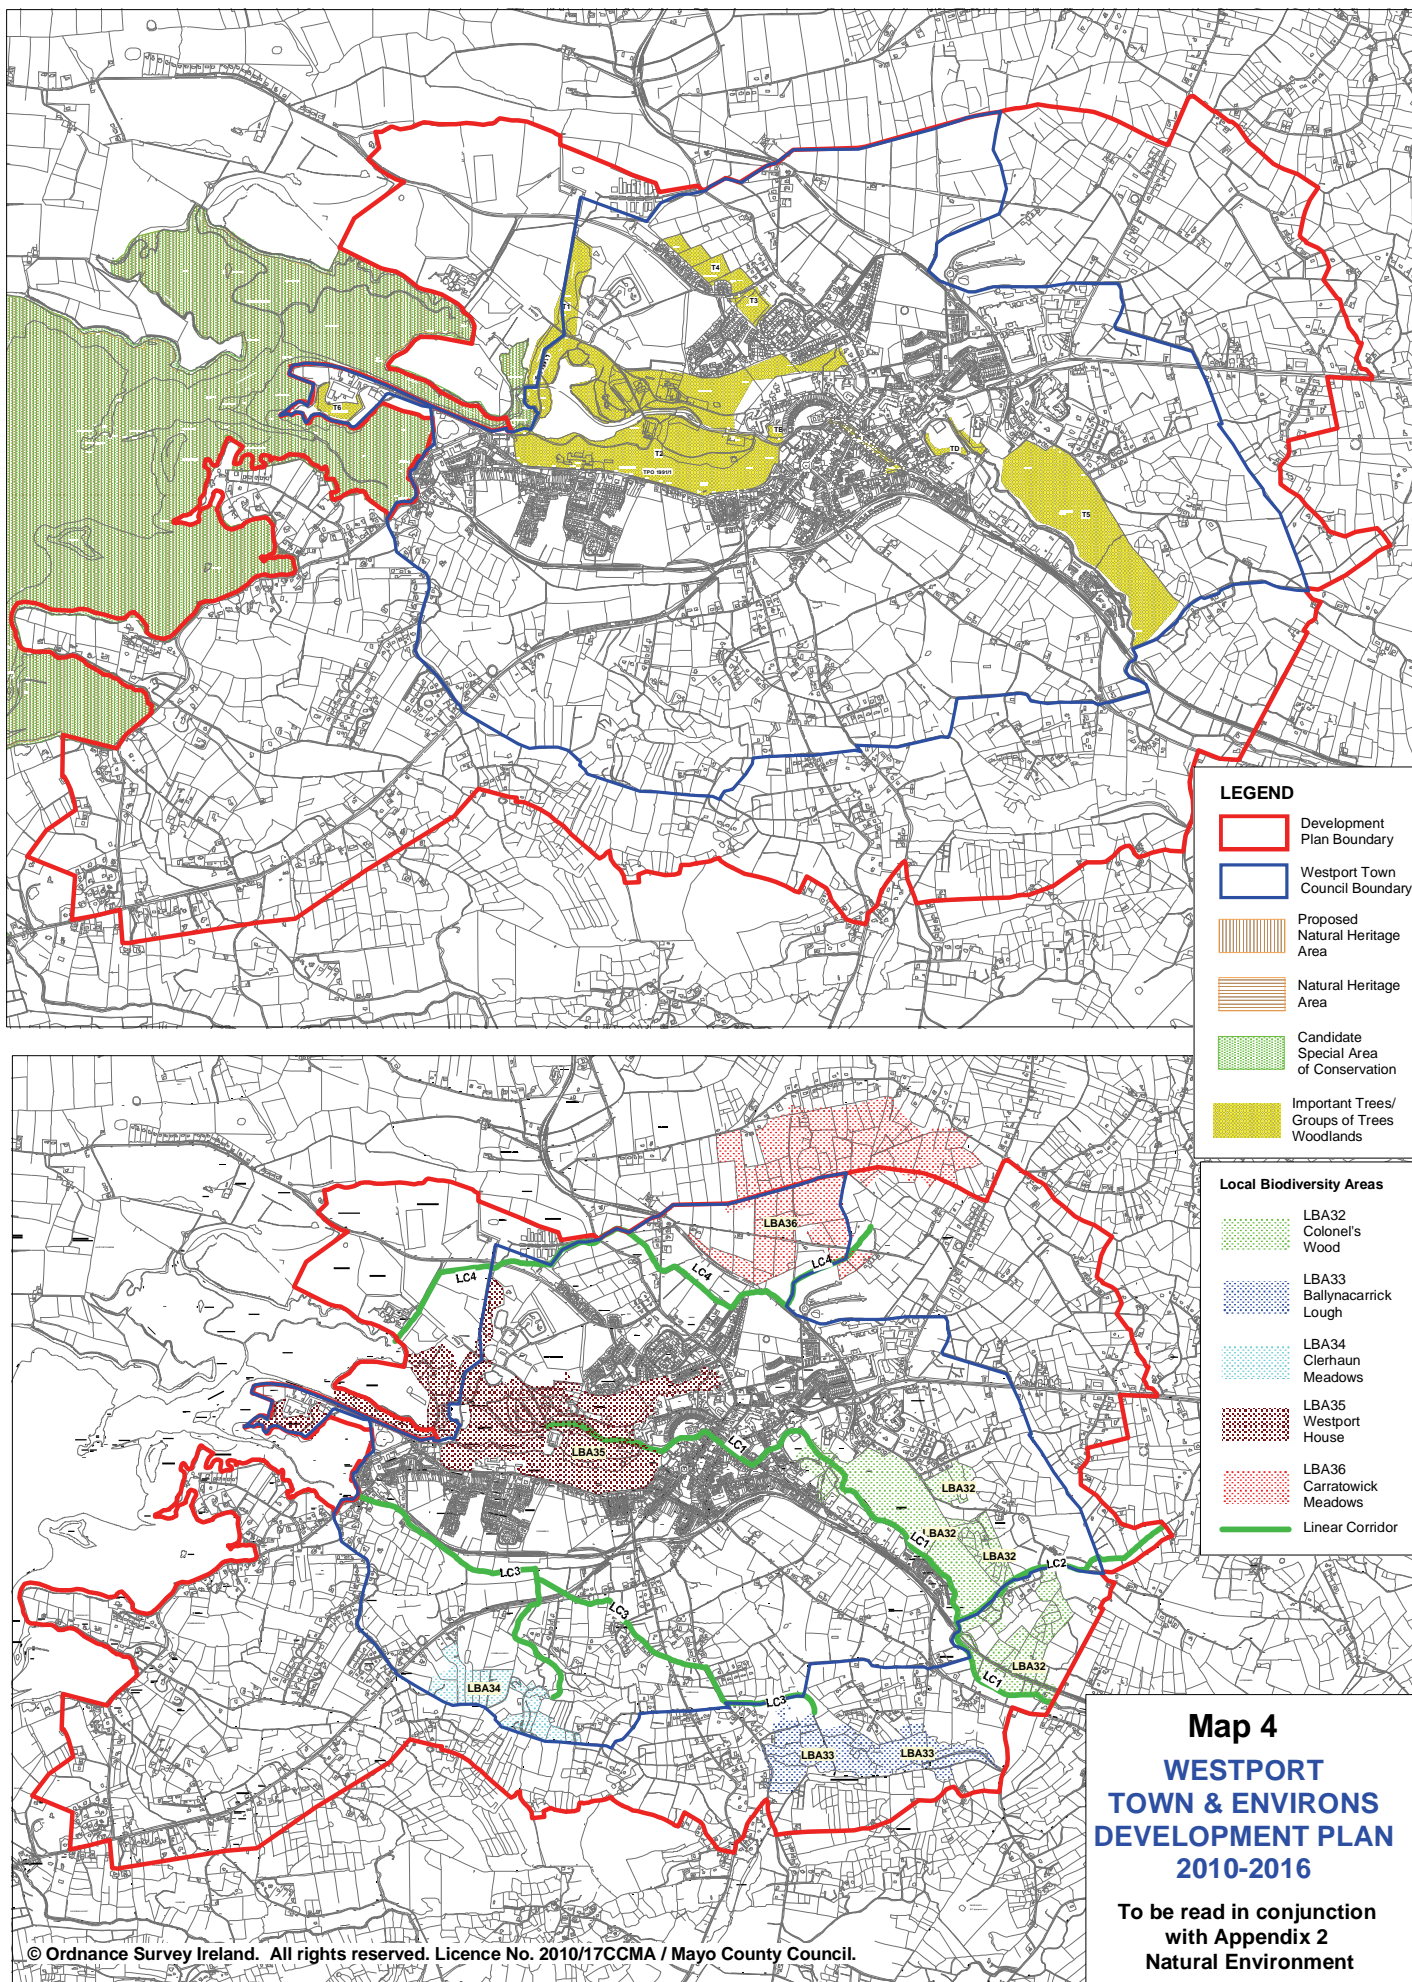 T4
T3
T1
T6
TE
T2
TPO 1991/1
TD
T5
LEGEND
Development
Plan Boundary
Westport Town
Council Boundary
Proposed
Natural Heritage
Area
Natural Heritage
Area
Candidate
Special Area
of Conservation
Important Trees/
Groups of Trees
Woodlands
LBA36
LC4
LC4
LC4
LBA35
LC1
LBA32
LBA32
LC1
LBA32
LC2
LC3
LC3
LBA34
LBA32
LC1
LC3
LBA33
LBA33
Local Biodiversity Areas
LBA32
Colonel's
Wood
LBA33
Ballynacarrick
Lough
LBA34
Clerhaun
Meadows
LBA35
Westport
House
LBA36
Carratowick
Meadows
Linear Corridor
Map 4
WESTPORT
TOWN & ENVIRONS
DEVELOPMENT PLAN
2010-2016
To be read in conjunction
with Appendix 2
Natural Environment
© Ordnance Survey Ireland. All rights reserved. Licence No. 2010/17CCMA / Mayo County Council.